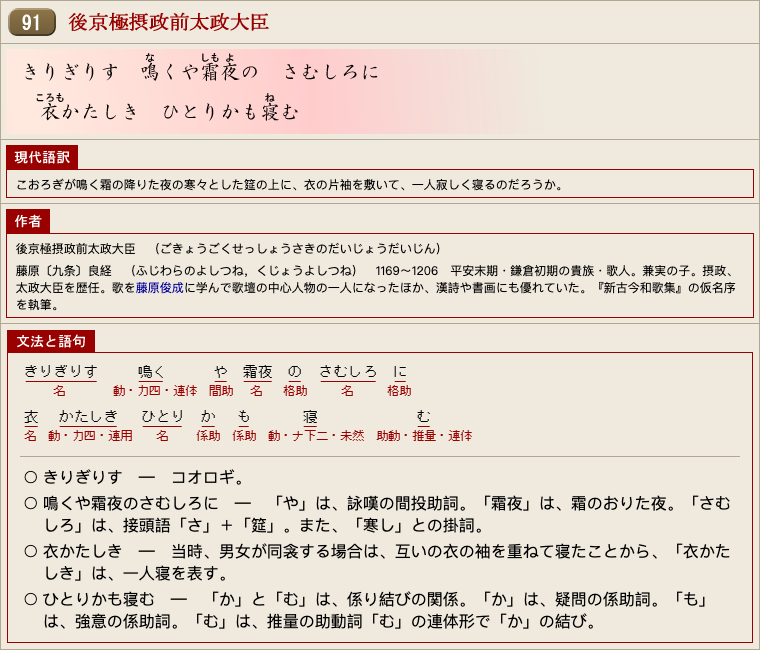 91 後京極摂政前太政大臣
きりぎりす 鳴くや霜夜の さむしろに
衣かたしき ひとりかも寝む
現代語訳
こおろぎが鳴く霜の降りた夜の寒々とした筵の上に、衣の片袖を敷いて、一人寂しく寝るのだろうか。
作者
後京極摂政前太政大臣 (ごきょうごくせっしょうさきのだいじょうだいじん)
藤原〔九条〕良経 (ふじわらのよしつね,くじょうよしつね) 1169〜1206 平安末期・鎌倉初期の貴族・歌人。兼実の子。摂政、
太政大臣を歴任。歌を藤原俊成に学んで歌壇の中心人物の一人になったほか、漢詩や書画にも優れていた。『新古今和歌集』の仮名序
を執筆。
文法と語句
きりぎりす 鳴く や 霜夜 の さむしろ に
名 動・カ四・連体 間助 名 格助 名 格助
衣 かたしき ひとり か も 寝 む
名 動・カ四・連用 名 係助 係助 動・ナ下二・未然 助動・推量・連体
○ きりぎりす ― コオロギ。
○ 鳴くや霜夜のさむしろに ― 「や」は、詠嘆の間投助詞。「霜夜」は、霜のおりた夜。「さむ
しろ」は、接頭語「さ」+「筵」。また、「寒し」との掛詞。
○ 衣かたしき ― 当時、男女が同衾する場合は、互いの衣の袖を重ねて寝たことから、「衣かた
しき」は、一人寝を表す。
○ ひとりかも寝む ― 「か」と「む」は、係り結びの関係。「か」は、疑問の係助詞。「も」
は、強意の係助詞。「む」は、推量の助動詞「む」の連体形で「か」の結び。